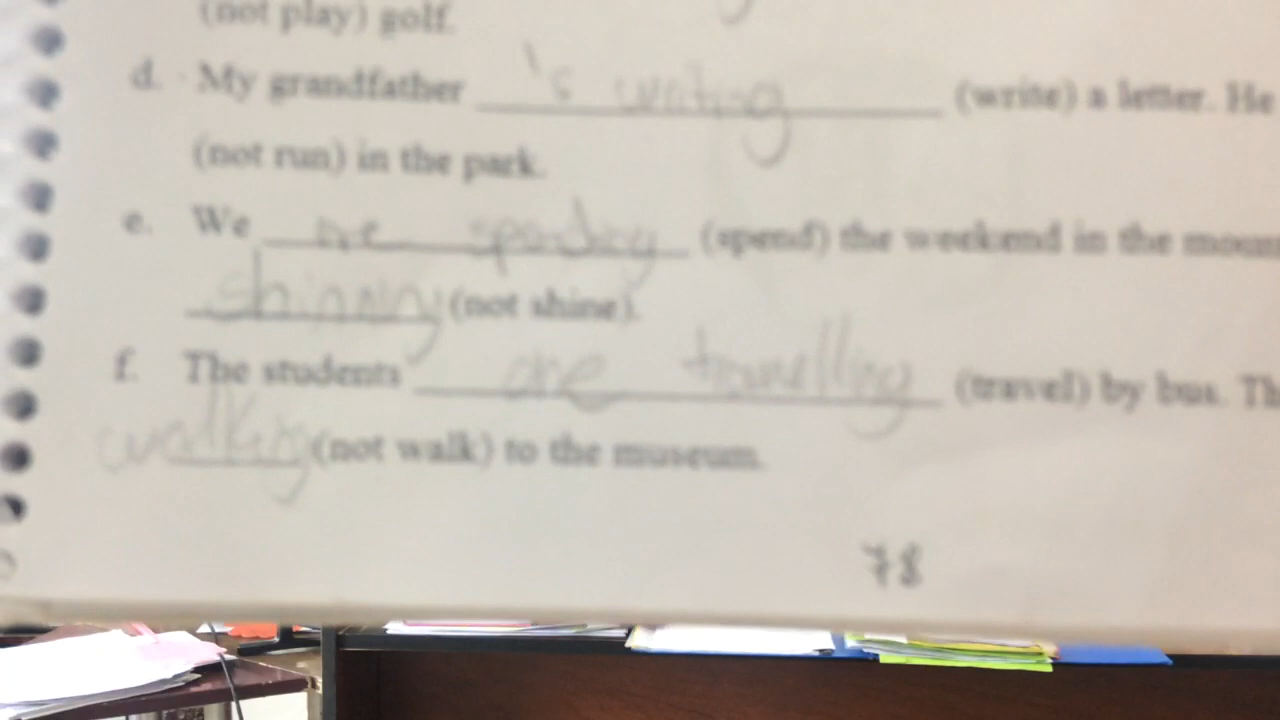 (not play) golf.
d. My grandfather 's writing (write) a letter. He
(not run) in the park.
e. We are spending (spend) the weekend in the
shinning (not shine).
f. The students are travelling (travel) by bus.
walking (not walk) to the museum.
78